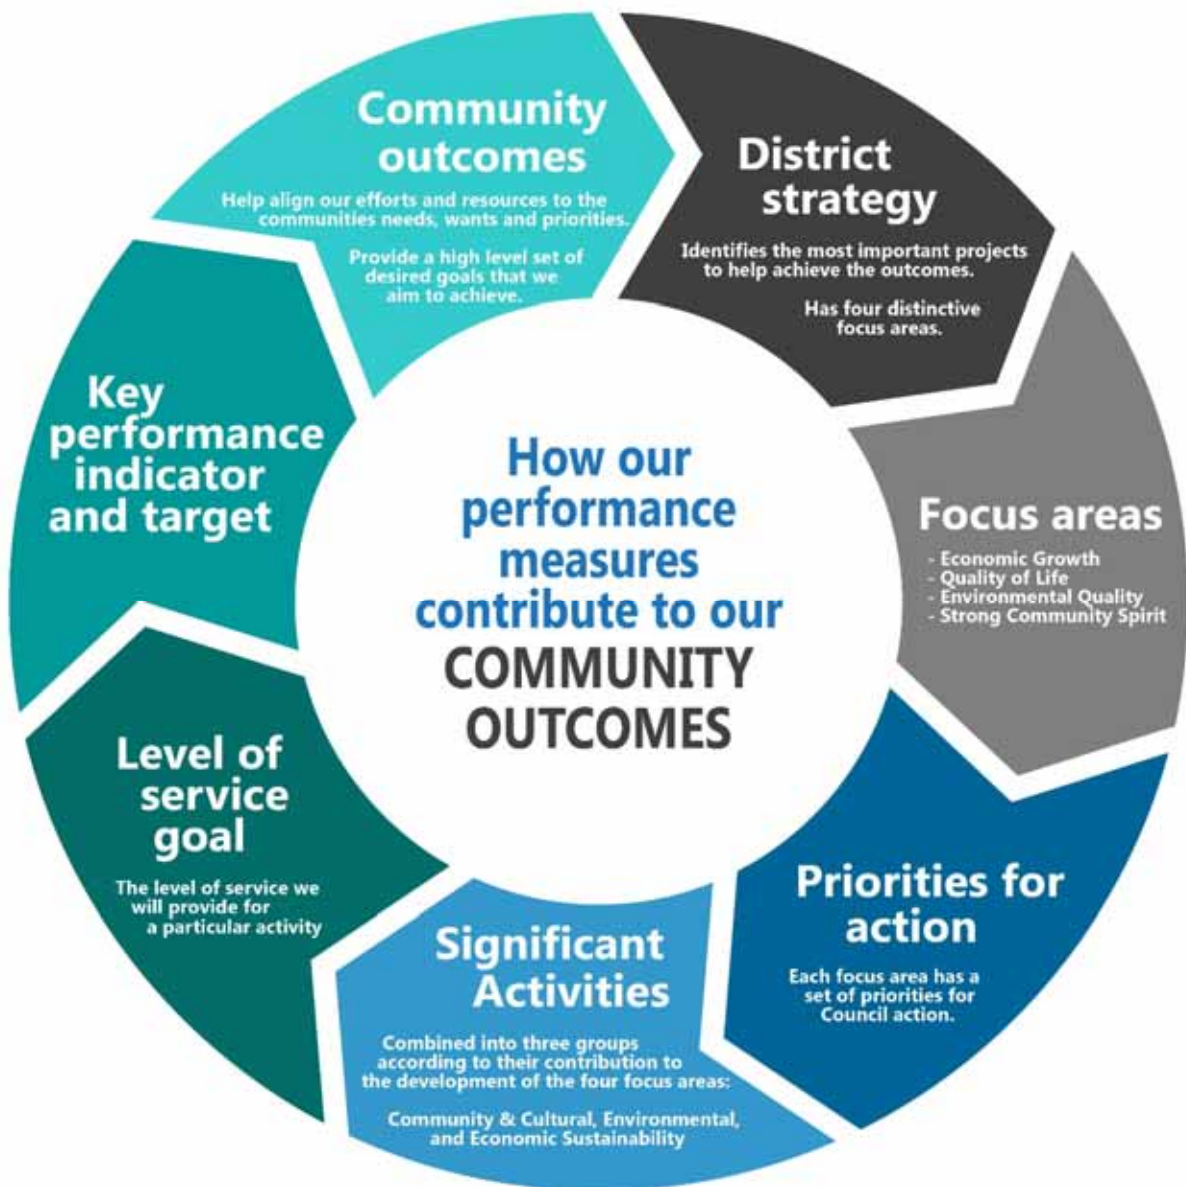 Community
outcomes
Help align our efforts and resources to the
communities needs, wants and priorities.
Provide a high level set of
desired goals that we
aim to achieve.
District
strategy
Identifies the most important projects
to help achieve the outcomes.
Has four distinctive
focus areas.
Focus areas
- Economic Growth
- Quality of Life
- Environmental Quality
- Strong Community Spirit
Priorities for
action
Each focus area has a
set of priorities for
Council action.
Significant
Activities
Combined into three groups
according to their contribution to
the development of the four focus areas:
Community & Cultural, Environmental,
and Economic Sustainability
Level of
service
goal
The level of service we
will provide for
a particular activity
Key
performance
indicator
and target
How our
performance
measures
contribute to our
COMMUNITY
OUTCOMES